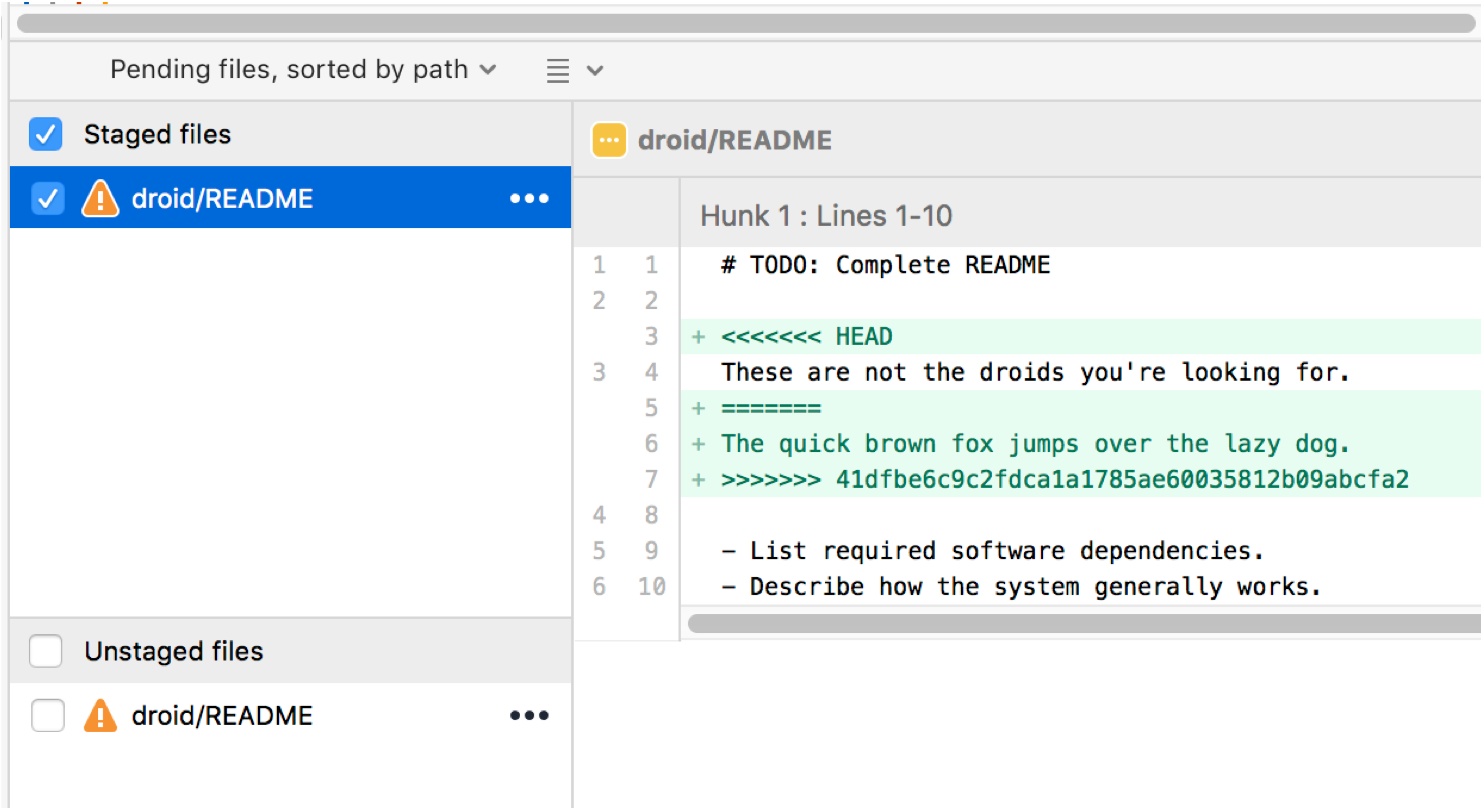 Pending files, sorted by path
Staged files
droid/README
Unstaged files
droid/README
droid/README
Hunk 1 : Lines 1-10
1 1 # TODO: Complete README
2 2
3 + <<<<<<< HEAD
3 4 These are not the droids you're looking for.
5 + =======
6 + The quick brown fox jumps over the lazy dog.
7 + >>>>>>> 41dfbe6c9c2fdca1a1785ae60035812b09abcfa2
4 8
5 9 - List required software dependencies.
6 10 - Describe how the system generally works.